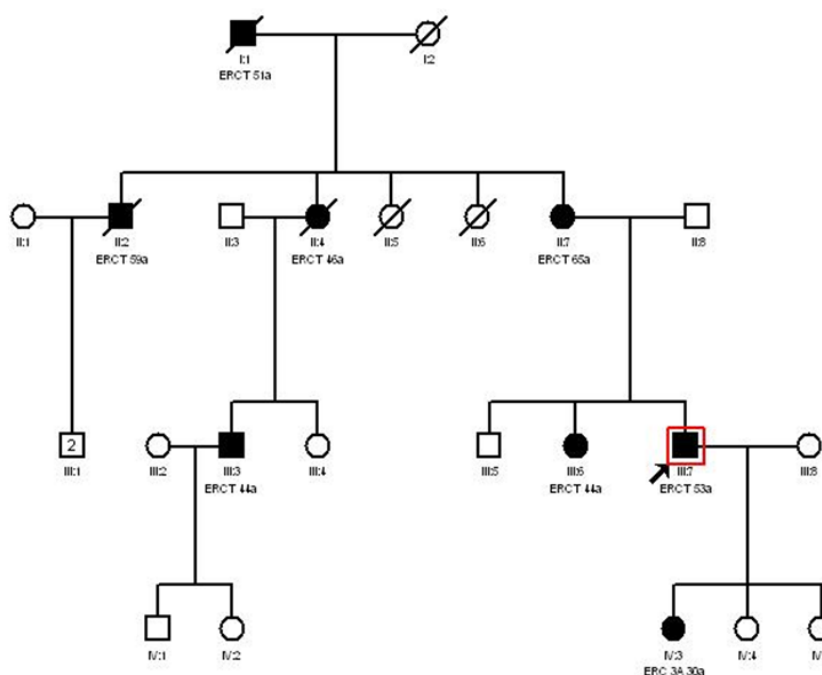 I:1
I:2
ERCT 51a
II:1
II:2
II:3
II:4
II:5
II:6
II:7
II:8
ERCT 59a
ERCT 46a
ERCT 65a
2
III:1
III:2
III:3
III:4
III:5
III:6
III:7
III:8
ERCT 44a
ERCT 44a
ERCT 53a
IV:1
IV:2
IV:3
IV:4
ERC 3A 30a